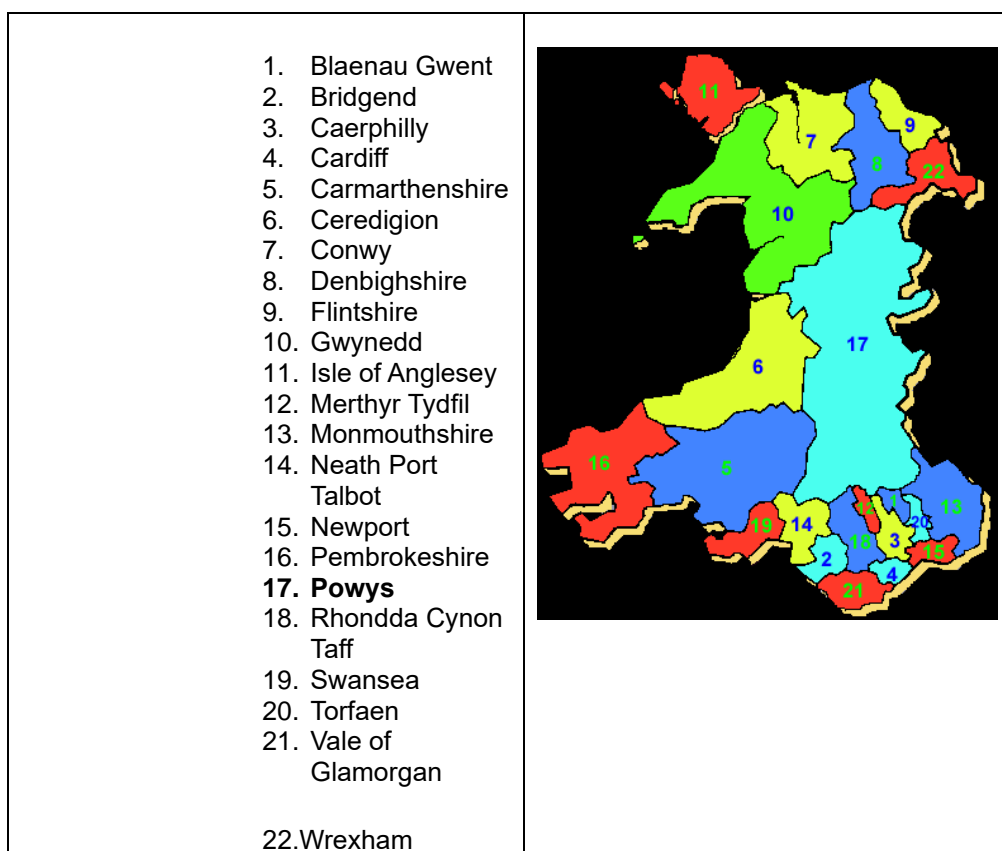 1. Blaenau Gwent
2. Bridgend
3. Caerphilly
4. Cardiff
5. Carmarthenshire
6. Ceredigion
7. Conwy
8. Denbighshire
9. Flintshire
10. Gwynedd
11. Isle of Anglesey
12. Merthyr Tydfil
13. Monmouthshire
14. Neath Port
Talbot
15. Newport
16. Pembrokeshire
17. Powys
18. Rhondda Cynon
Taff
19. Swansea
20. Torfaen
21. Vale of
Glamorgan
22.Wrexham
11
7
9
8
22
10
17
6
16
5
19
14
2
18
12
1
3
20
13
15
4
21